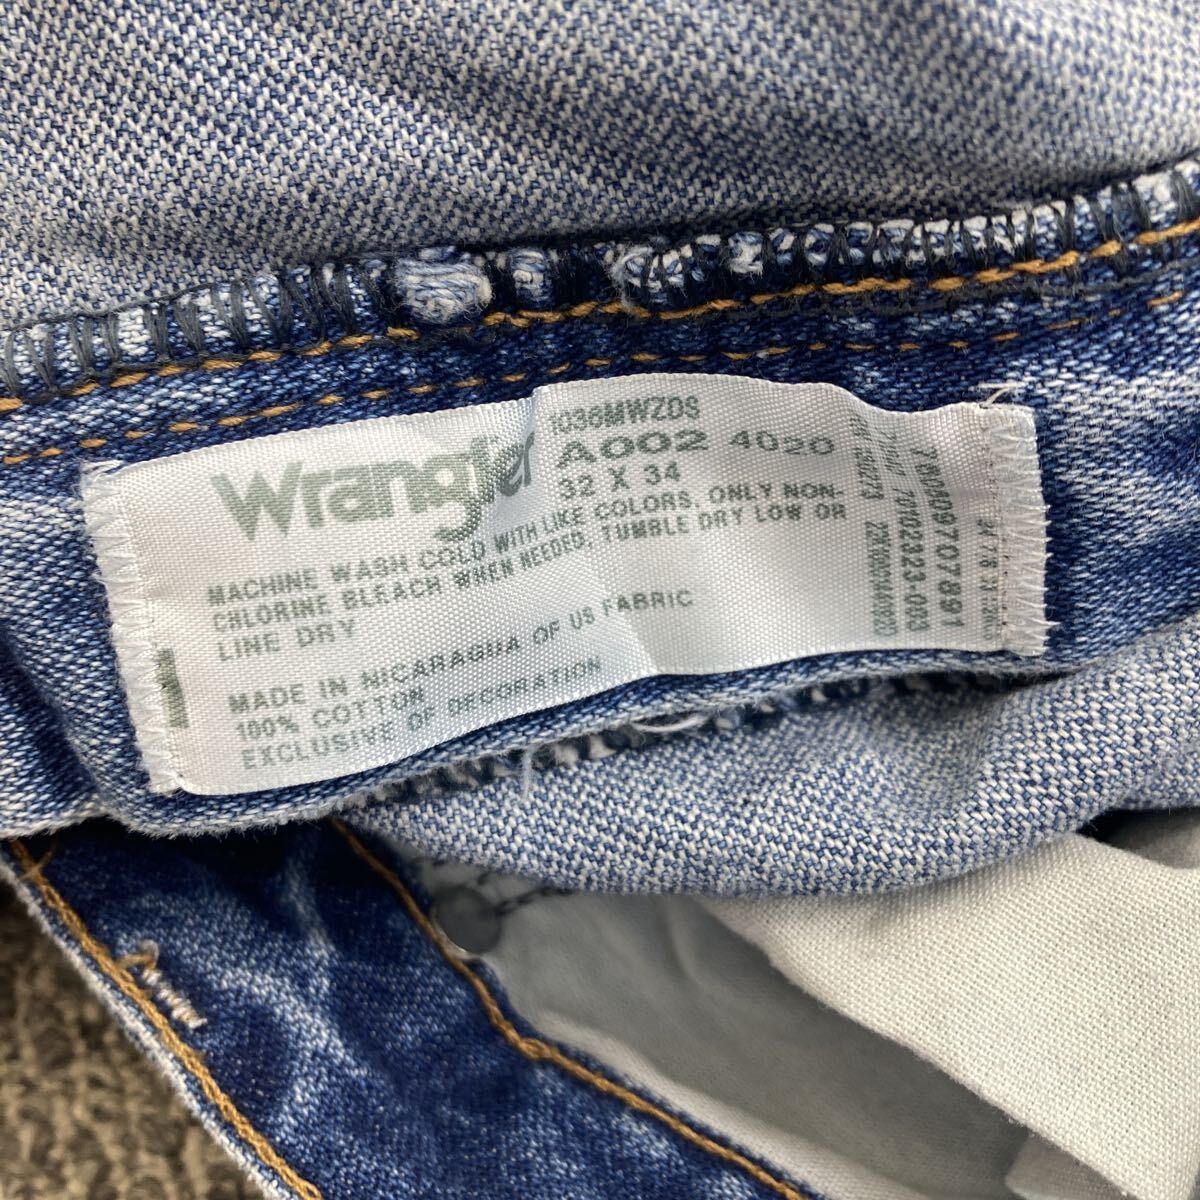 Wrangler
1036MWZDS
A002 4020
32 X 34
MACHINE WASH COLD WITH LIKE COLORS. ONLY NON-
CHLORINE BLEACH WHEN NEEDED, TUMBLE DRY LOW OR
LINE DRY
MADE IN NICARAGUA OF US FABRIC
100% COTTON
EXCLUSIVE OF DECORATION